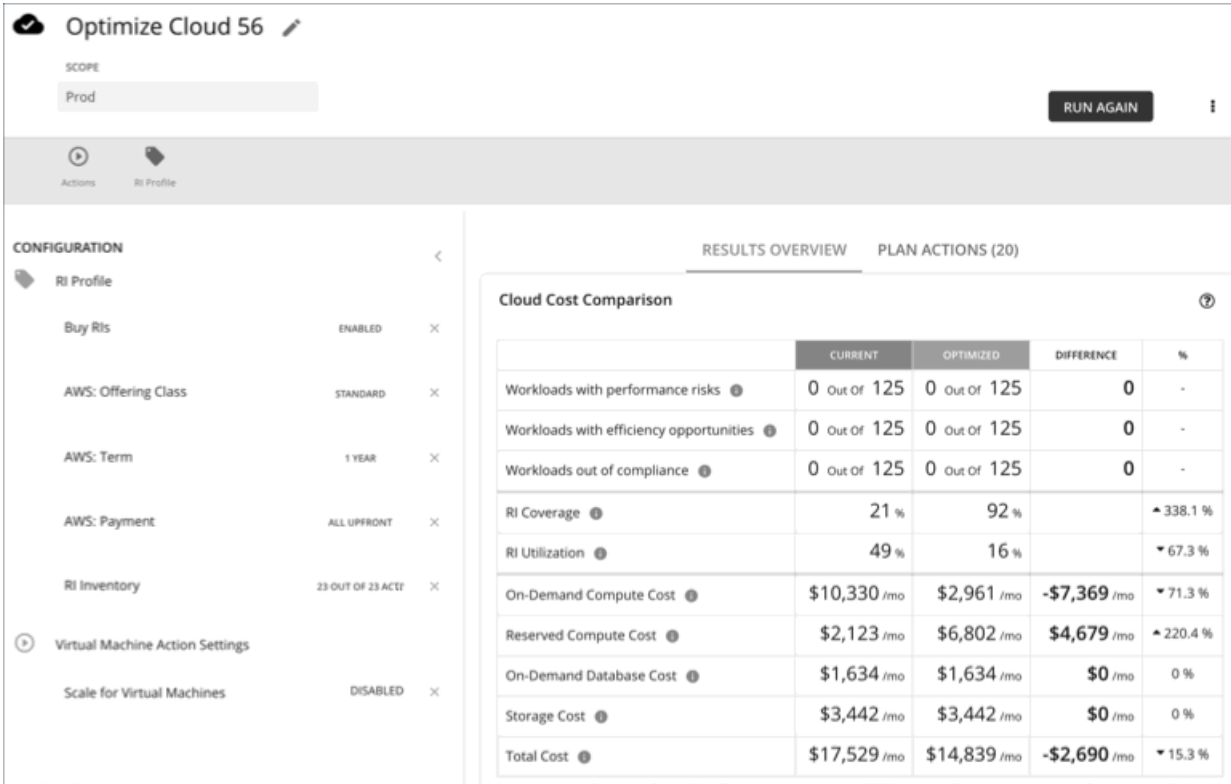 Optimize Cloud 56
SCOPE
Prod
RUN AGAIN
Actions
RI Profile
CONFIGURATION
RI Profile
Buy RIs ENABLED
AWS: Offering Class STANDARD
AWS: Term 1 YEAR
AWS: Payment ALL UPFRONT
RI Inventory 23 OUT OF 23
Virtual Machine Action Settings
Scale for Virtual Machines DISABLED
RESULTS OVERVIEW PLAN ACTIONS (20)
Cloud Cost Comparison
CURRENT OPTIMIZED DIFFERENCE %
Workloads with performance risks 0 Out Of 125 0 Out Of 125 0 -
Workloads with efficiency opportunities 0 Out Of 125 0 Out Of 125 0 -
Workloads out of compliance 0 Out Of 125 0 Out Of 125 0 -
RI Coverage 21 % 92 % 338.1 %
RI Utilization 49 % 16 % 67.3 %
On-Demand Compute Cost $10,330 /mo $2,961 /mo -$7,369 /mo 71.3 %
Reserved Compute Cost $2,123 /mo $6,802 /mo $4,679 /mo 220.4 %
On-Demand Database Cost $1,634 /mo $1,634 /mo $0 /mo 0 %
Storage Cost $3,442 /mo $3,442 /mo $0 /mo 0 %
Total Cost $17,529 /mo $14,839 /mo -$2,690 /mo 15.3 %